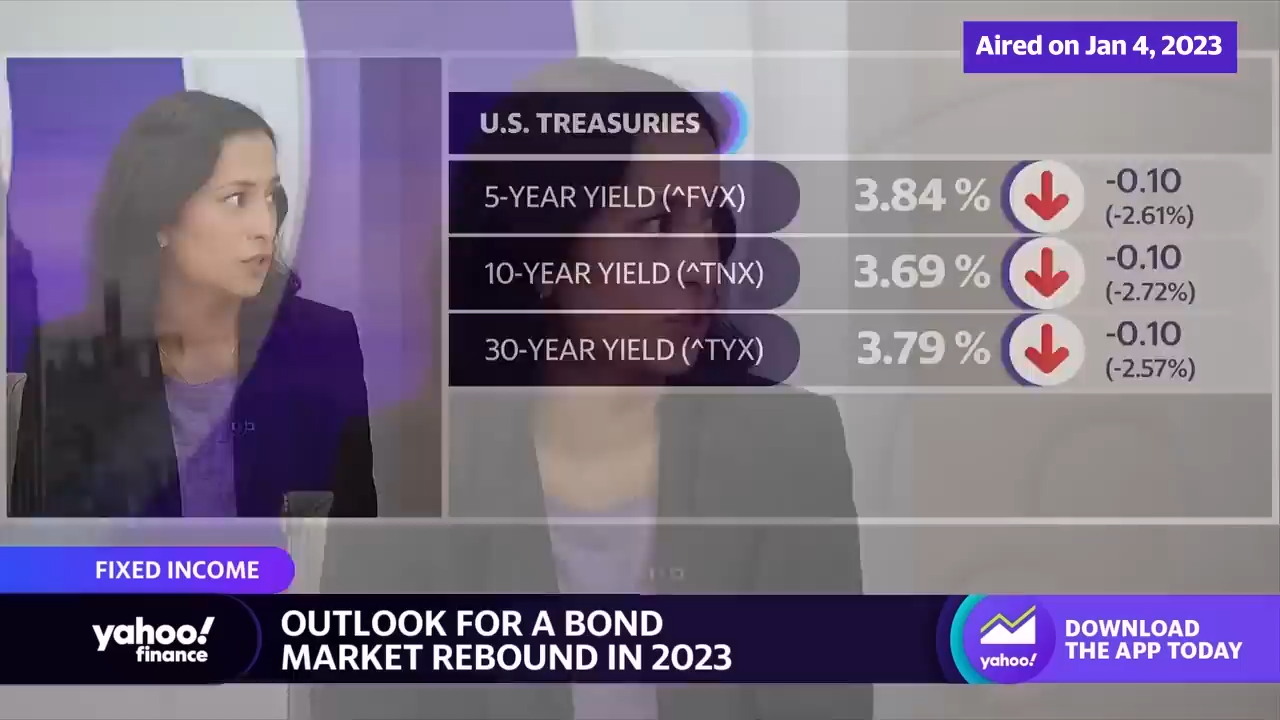 Aired on Jan 4, 2023
U.S. TREASURIES
5-YEAR YIELD (^FVX) 3.84 % -0.10 (-2.61%)
10-YEAR YIELD (^TNX) 3.69 % -0.10 (-2.72%)
30-YEAR YIELD (^TYX) 3.79 % -0.10 (-2.57%)
FIXED INCOME
yahoo!
finance
OUTLOOK FOR A BOND
MARKET REBOUND IN 2023
yahoo!
DOWNLOAD
THE APP TODAY